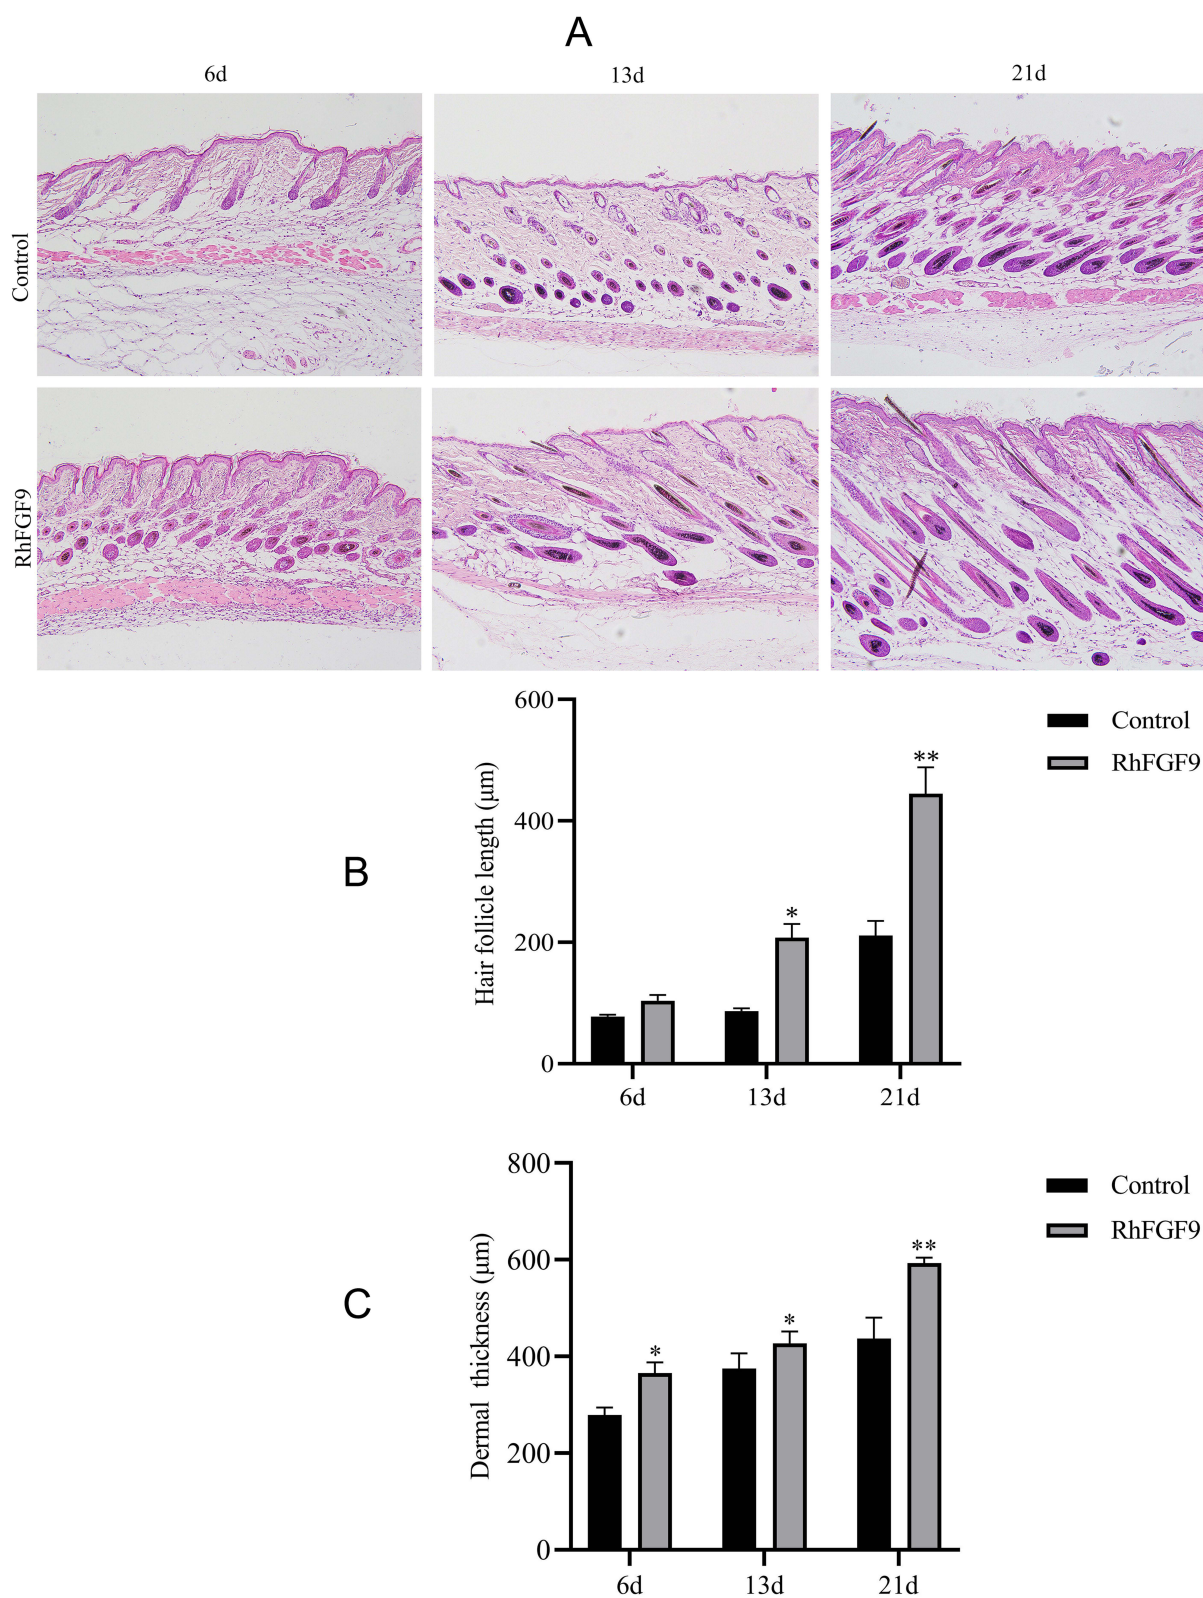 A
6d 13d 21d
Control
RhFGF9
B
Hair follicle length (μm)
600
400
200
0
* **
6d 13d 21d
Control
RhFGF9
C
Dermal thickness (μm)
800
600
400
200
0
* * **
6d 13d 21d
Control
RhFGF9